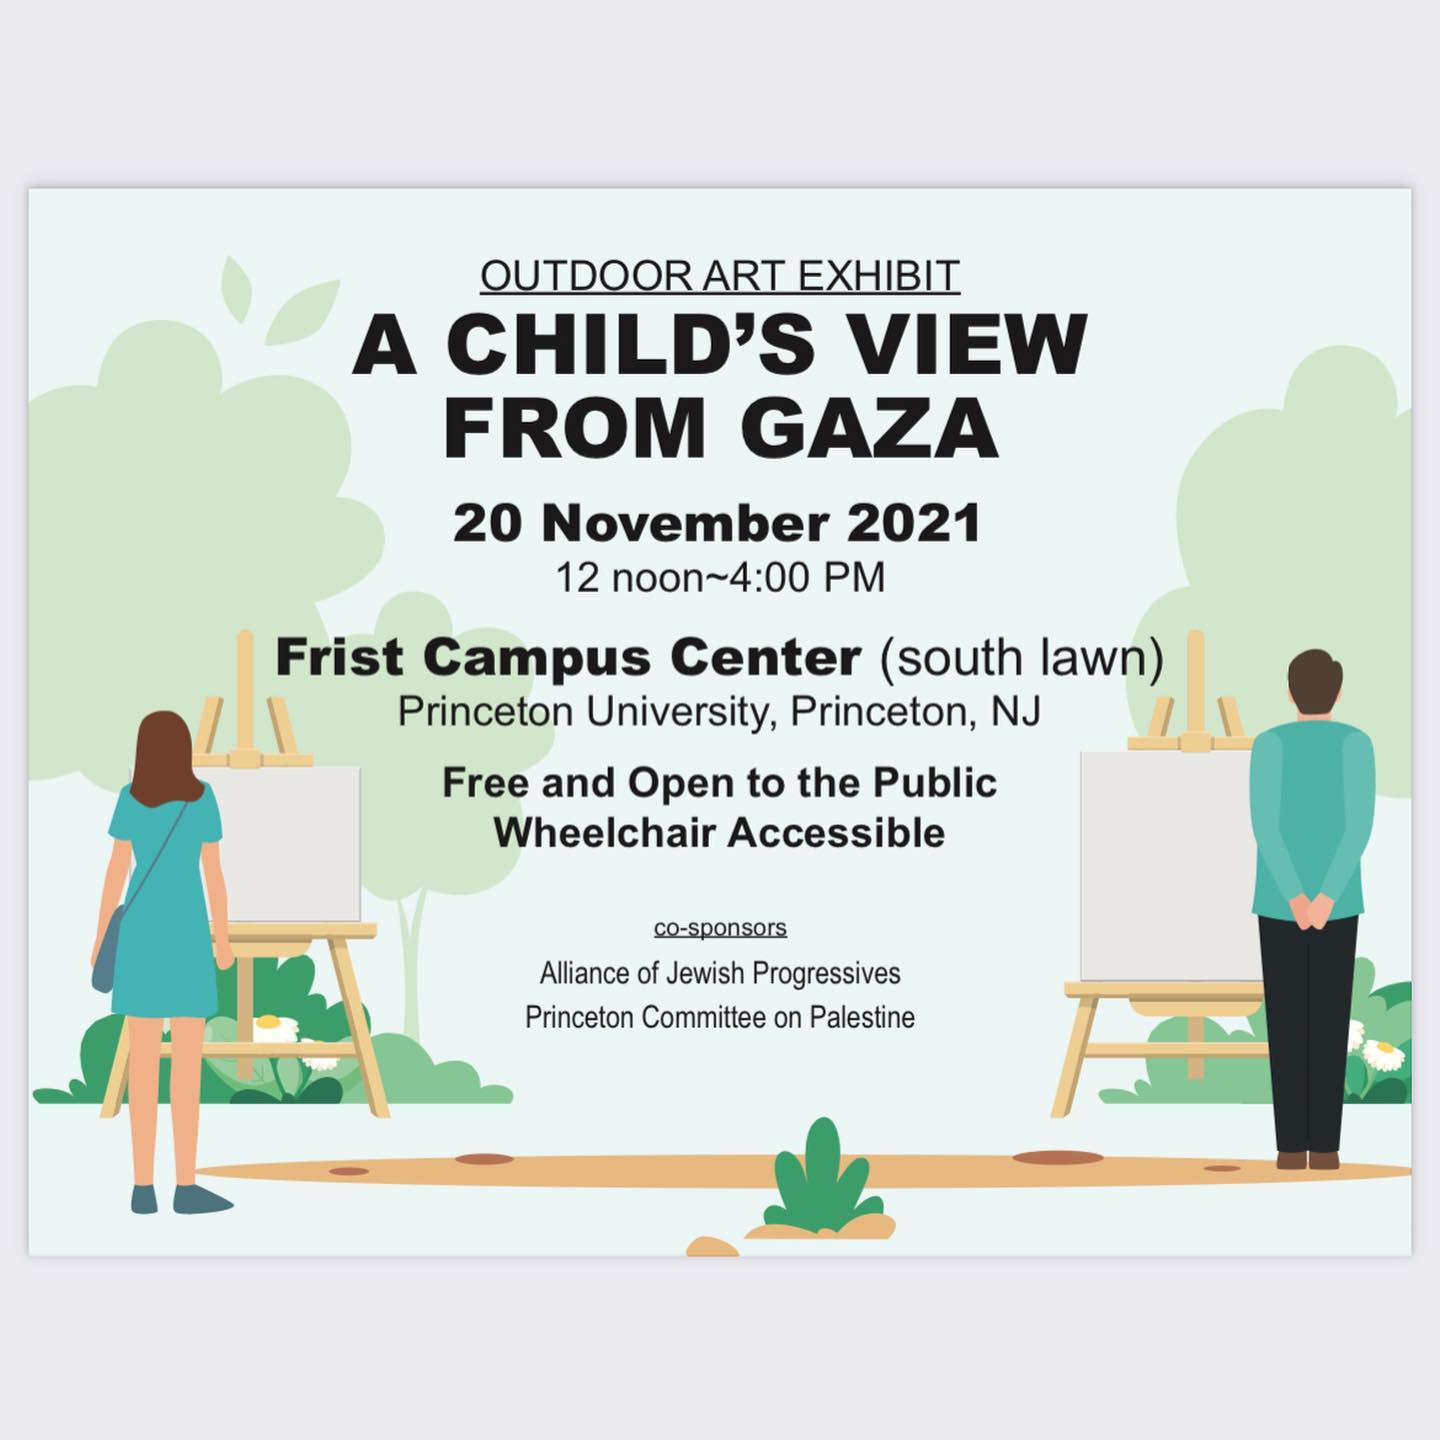 OUTDOOR ART EXHIBIT
A CHILD’S VIEW
FROM GAZA
20 November 2021
12 noon~4:00 PM
Frist Campus Center (south lawn)
Princeton University, Princeton, NJ
Free and Open to the Public
Wheelchair Accessible
co-sponsors
Alliance of Jewish Progressives
Princeton Committee on Palestine